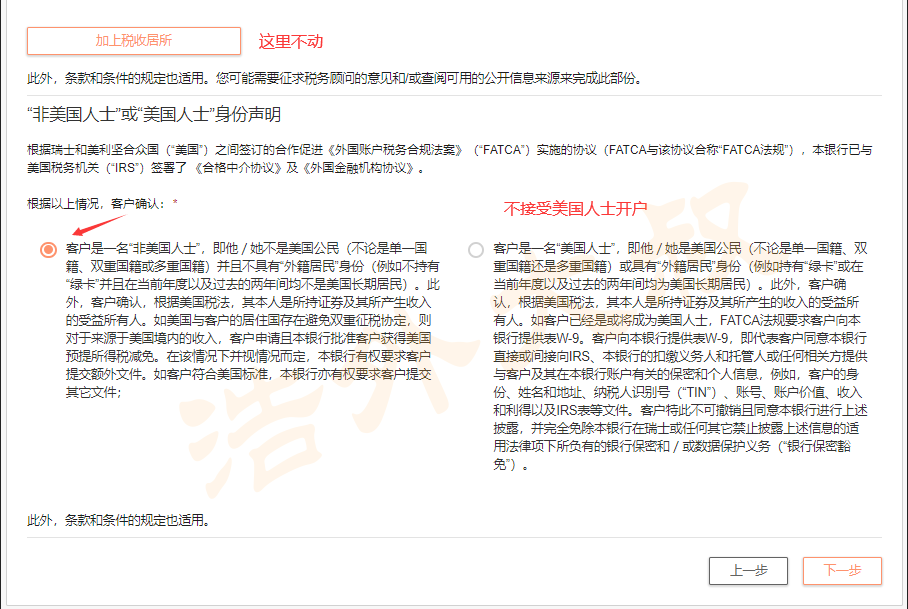 加上税收居所 这里不动
此外，条款和条件的规定也适用。您可能需要征求税务顾问的意见和/或查阅可用的公开信息来源来完成此部份。
“非美国人士”或“美国人士”身份声明
根据瑞士和美利坚合众国（“美国”）之间签订的合作促进《外国账户税务合规法案》（“FATCA”）实施的协议（FATCA与该协议合称“FATCA法规”），本银行已与
美国税务机关（“IRS”）签署了 《合格中介协议》及《外国金融机构协议》。
根据以上情况，客户确认： *
不接受美国人士开户
客户是一名“非美国人士”，即他 / 她不是美国公民（不论是单一国
籍、双重国籍或多重国籍）并且不具有“外籍居民”身份（例如不持有
“绿卡”并且在当前年度以及过去的两年间均不是美国长期居民）。此
外，客户确认，根据美国税法，其本人是所持证券及其所产生收入
的受益所有人。如美国与客户的居住国存在避免双重征税协定，则
对于来源于美国境内的收入，客户申请且本银行批准客户获得美国
预提所得税减免。在该情况下并视情况而定，本银行有权要求客户
提交额外文件。如客户符合美国标准，本银行亦有权要求客户提交
其它文件；
客户是一名“美国人士”，即他 / 她是美国公民（不论是单一国籍、双
重国籍还是多重国籍）或具有“外籍居民”身份（例如持有“绿卡”或在
当前年度以及过去的两年间均为美国长期居民）。此外，客户确
认，根据美国税法，其本人是所持证券及其所产生的收入的受益所
有人。如客户已经是或将成为美国人士，FATCA法规要求客户向本
银行提供表W-9。客户向本银行提供表W-9，即代表客户同意本银行
直接或间接向IRS、本银行的扣缴义务人和托管人或任何相关方提供
与客户及其在本银行账户有关的保密和个人信息，例如，客户的身
份、姓名和地址、纳税人识别号（“TIN”）、账号、账户价值、收入
和利得以及IRS表等文件。客户特此不可撤销且同意本银行进行上述
披露，并完全免除本银行在瑞士或任何其它禁止披露上述信息的适
用法律项下所负有的银行保密和 / 或数据保护义务（“银行保密豁
免”）。
此外，条款和条件的规定也适用。
上一步 下一步